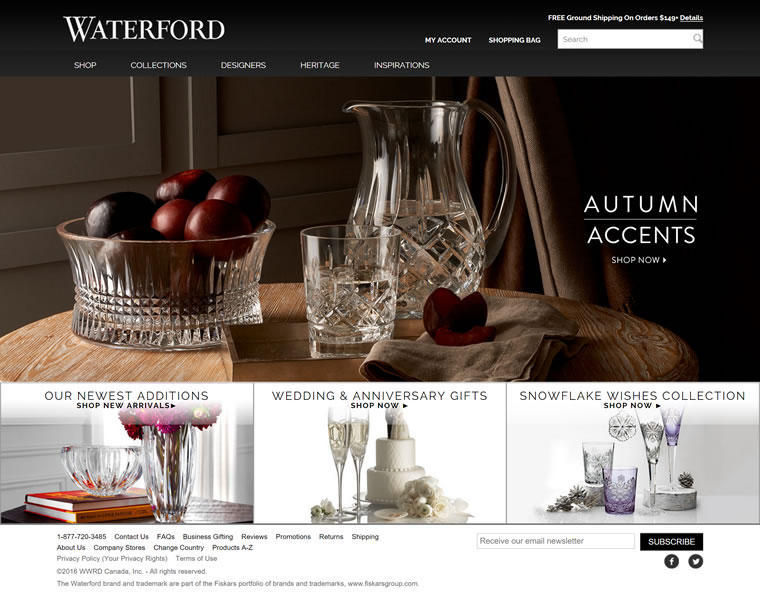 WATERFORD
FREE Ground Shipping On Orders $149+ Details
MY ACCOUNT SHOPPING BAG Search
SHOP COLLECTIONS DESIGNERS HERITAGE INSPIRATIONS
AUTUMN
ACCENTS
SHOP NOW
OUR NEWEST ADDITIONS
SHOP NEW ARRIVALS
WEDDING & ANNIVERSARY GIFTS
SHOP NOW
SNOWFLAKE WISHES COLLECTION
SHOP NOW
1-877-720-3485 Contact Us FAQs Business Gifting Reviews Promotions Returns Shipping
About Us Company Stores Change Country Products A-Z
Privacy Policy (Your Privacy Rights) Terms of Use
©2016 WWRD Canada, Inc. - All rights reserved.
The Waterford brand and trademark are part of the Fiskars portfolio of brands and trademarks, www.fiskarsgroup.com.
Receive our email newsletter SUBSCRIBE